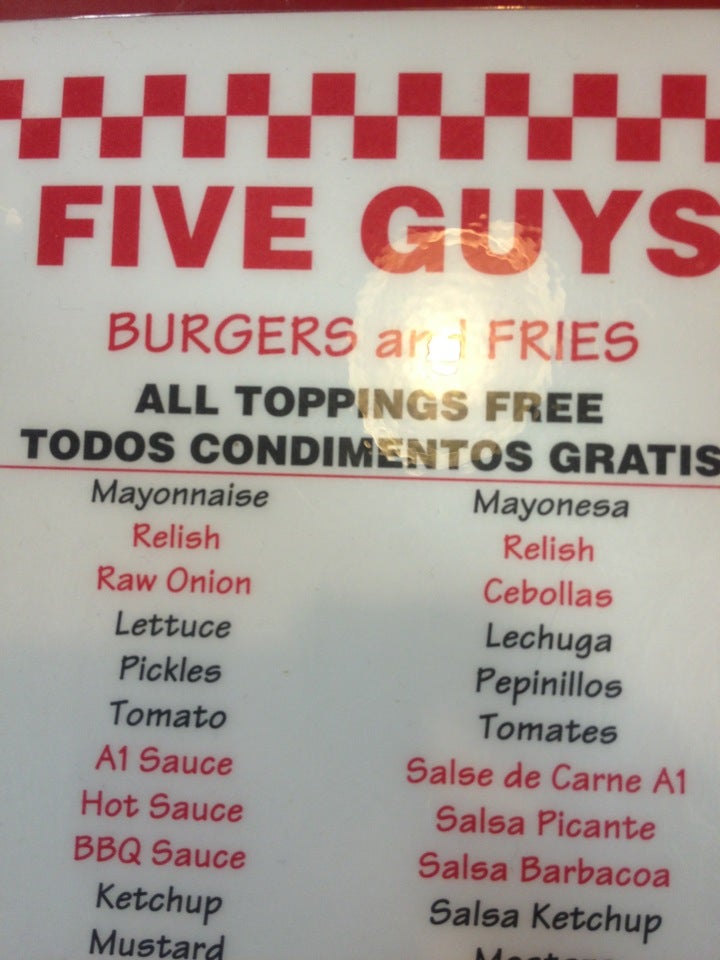 FIVE GUYS
BURGERS and FRIES
ALL TOPPINGS FREE
TODOS CONDIMENTOS GRATIS
Mayonnaise Mayonesa
Relish Relish
Raw Onion Cebollas
Lettuce Lechuga
Pickles Pepinillos
Tomato Tomates
A1 Sauce Salse de Carne A1
Hot Sauce Salsa Picante
BBQ Sauce Salsa Barbacoa
Ketchup Salsa Ketchup
Mustard